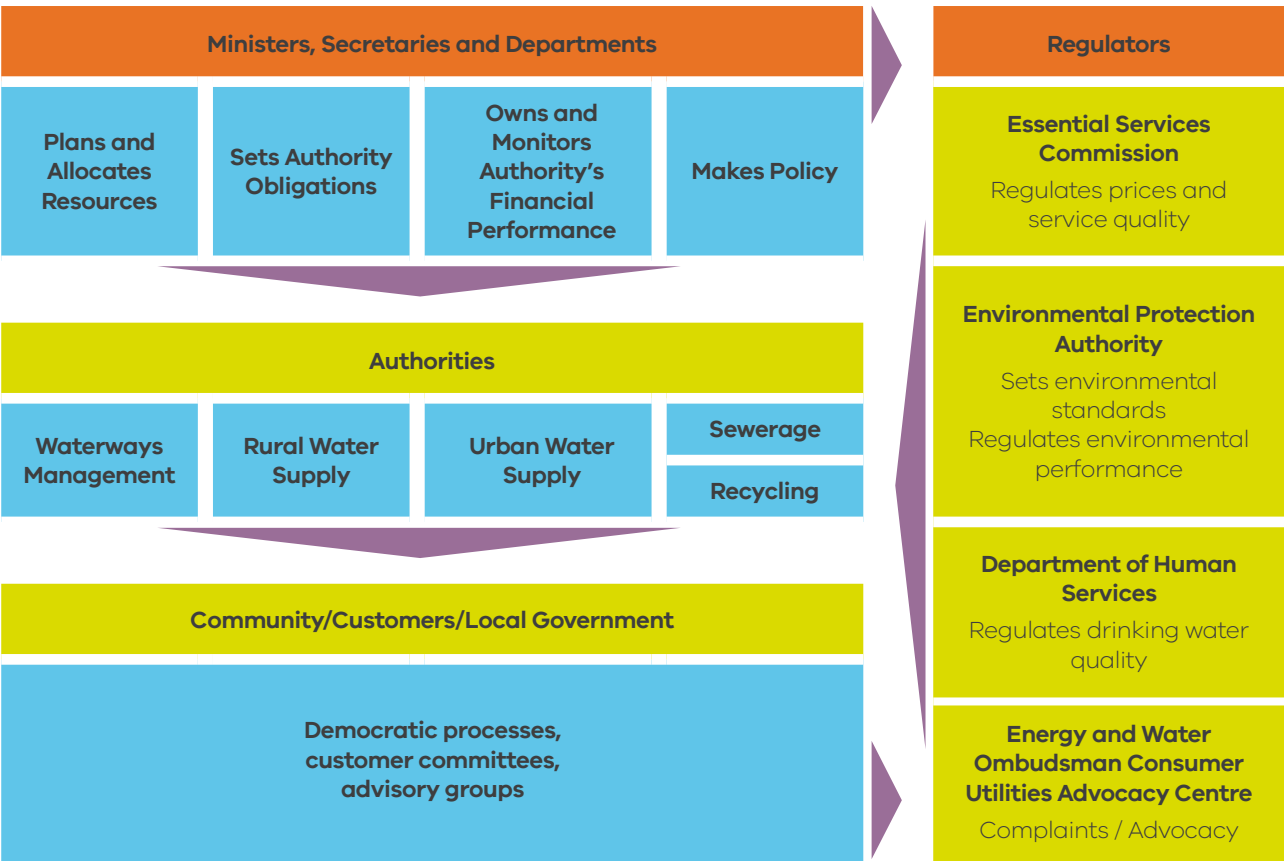 Ministers, Secretaries and Departments
Plans and
Allocates
Resources
Sets Authority
Obligations
Owns and
Monitors
Authority's
Financial
Performance
Makes Policy
Authorities
Waterways
Management
Rural Water
Supply
Urban Water
Supply
Sewerage
Recycling
Community/Customers/Local Government
Democratic processes,
customer committees,
advisory groups
Regulators
Essential Services
Commission
Regulates prices and
service quality
Environmental Protection
Authority
Sets environmental
standards
Regulates environmental
performance
Department of Human
Services
Regulates drinking water
quality
Energy and Water
Ombudsman Consumer
Utilities Advocacy Centre
Complaints / Advocacy